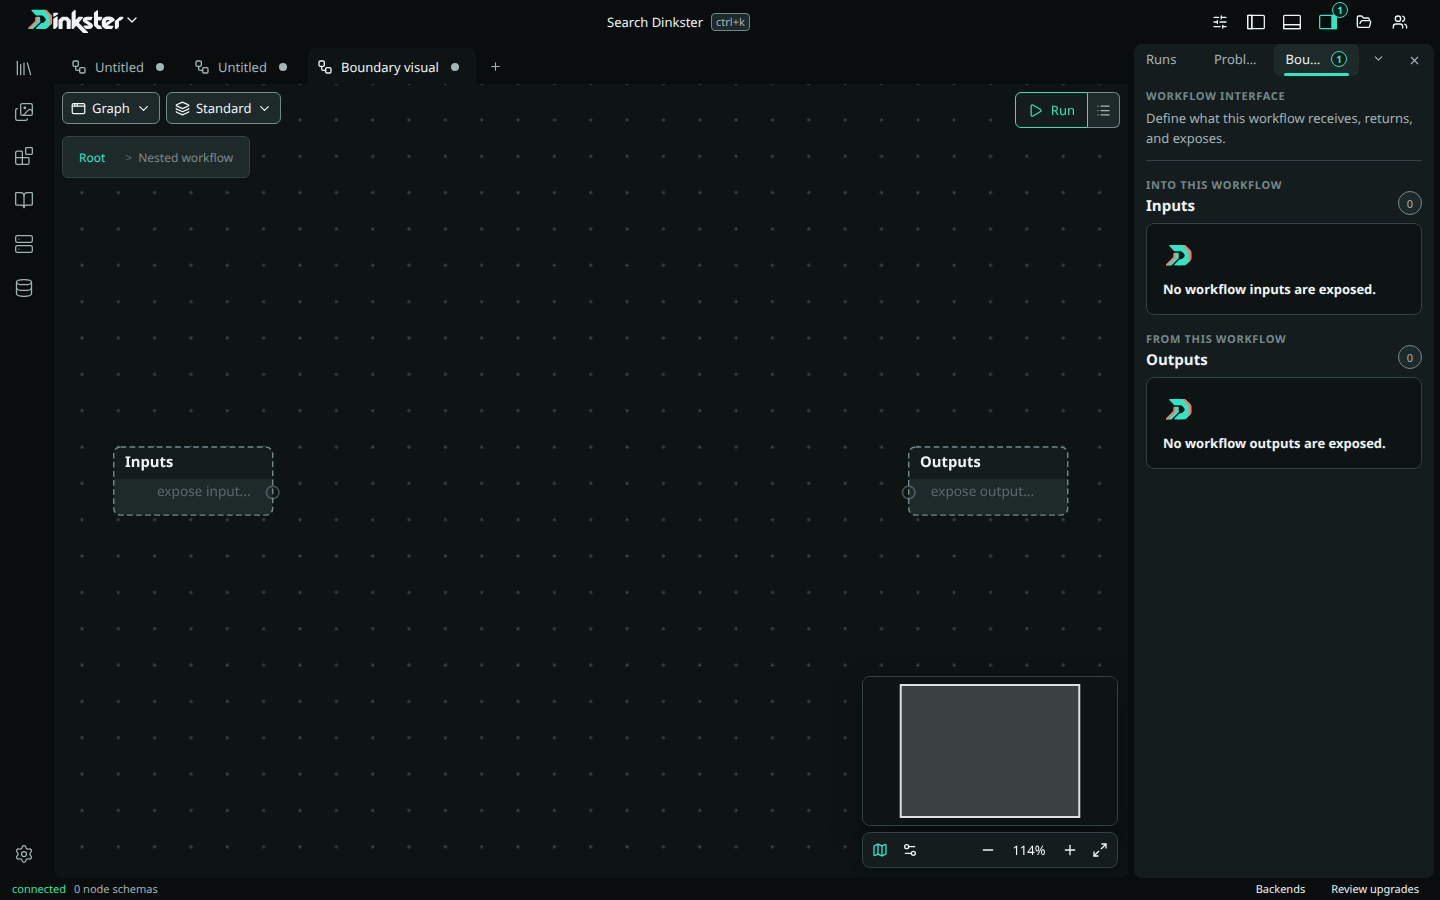 Dinkster
Search Dinkster ctrl+k
1
Untitled
Untitled
Boundary visual
Graph
Standard
Run
Root > Nested workflow
Inputs
expose input...
Outputs
expose output...
114%
Runs
Probl...
Bou... 1
WORKFLOW INTERFACE
Define what this workflow receives, returns,
and exposes.
INTO THIS WORKFLOW
Inputs 0
No workflow inputs are exposed.
FROM THIS WORKFLOW
Outputs 0
No workflow outputs are exposed.
connected 0 node schemas
Backends Review upgrades